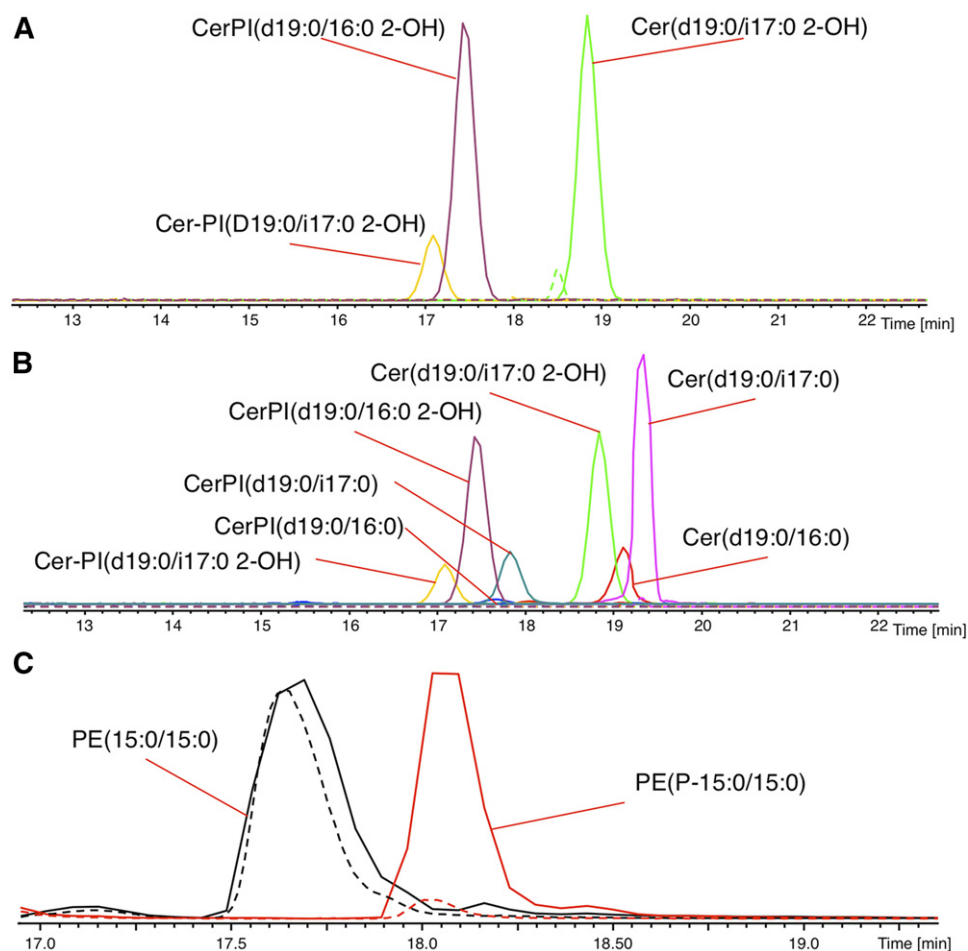 A
CerPI(d19:0/16:0 2-OH)
Cer(d19:0/i17:0 2-OH)
Cer-PI(D19:0/i17:0 2-OH)
13 14 15 16 17 18 19 20 21 22 Time [min]
B
Cer(d19:0/i17:0 2-OH)
Cer(d19:0/i17:0)
CerPI(d19:0/16:0 2-OH)
CerPI(d19:0/i17:0)
CerPI(d19:0/16:0)
Cer(d19:0/16:0)
Cer-PI(d19:0/i17:0 2-OH)
13 14 15 16 17 18 19 20 21 22 Time [min]
C
PE(15:0/15:0)
PE(P-15:0/15:0)
17.0 17.5 18.0 18.50 19.0 Time [min]